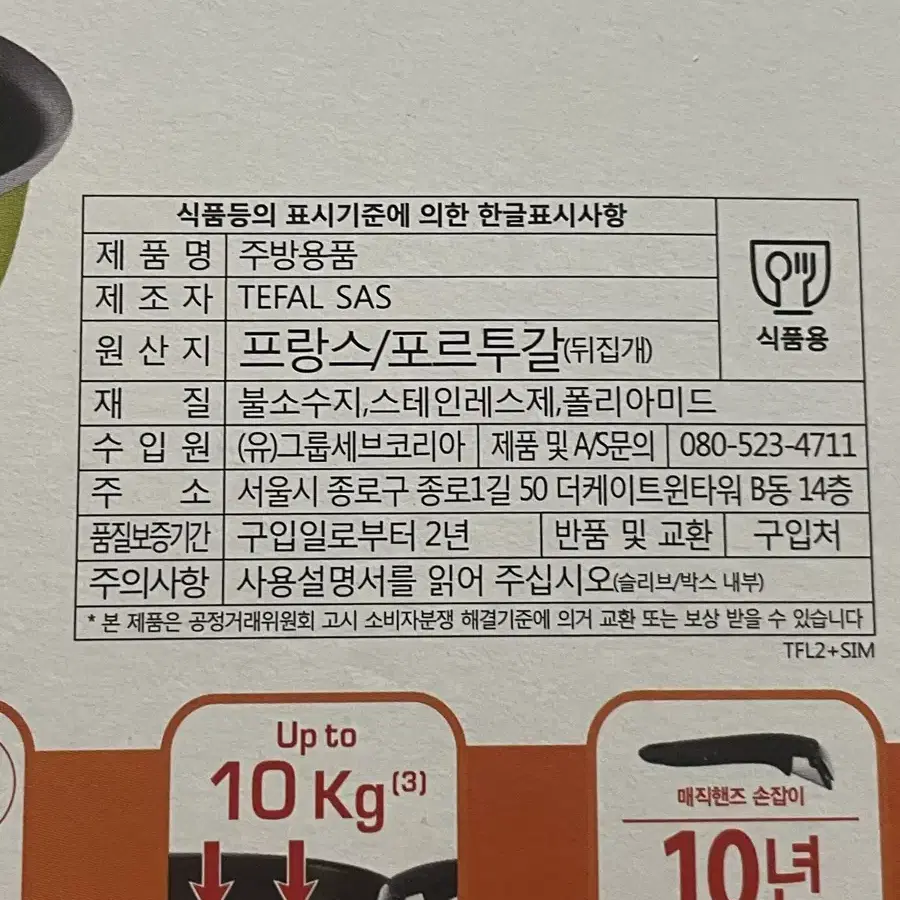 식품등의 표시기준에 의한 한글표시사항
식품용
제 품 명 주방용품
제 조 자 TEFAL SAS
원 산 지 프랑스/포르투갈(뒤집개)
재 질 불소수지,스테인레스제,폴리아미드
수 입 원 (유)그룹세브코리아 제품 및 A/S문의 080-523-4711
주 소 서울시 종로구 종로1길 50 더케이트윈타워 B동 14층
품질보증기간 구입일로부터 2년 반품 및 교환 구입처
주의사항 사용설명서를 읽어 주십시오(슬리브/박스 내부)
* 본 제품은 공정거래위원회 고시 소비자분쟁 해결기준에 의거 교환 또는 보상 받을 수 있습니다
TFL2+SIM
Up to
10 Kg(3)
매직핸즈 손잡이
10년